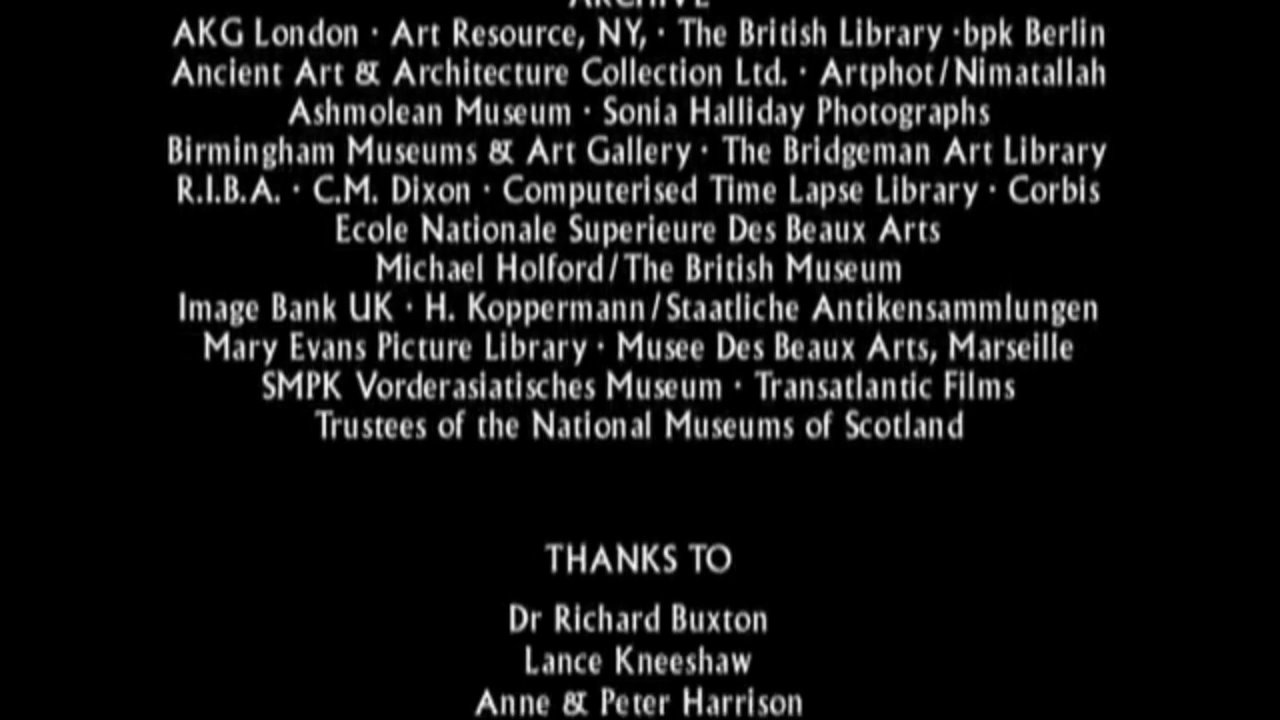 ARCHIVE
AKG London · Art Resource, NY, · The British Library ·bpk Berlin
Ancient Art & Architecture Collection Ltd. · Artphot/Nimatallah
Ashmolean Museum · Sonia Halliday Photographs
Birmingham Museums & Art Gallery · The Bridgeman Art Library
R.I.B.A. · C.M. Dixon · Computerised Time Lapse Library · Corbis
Ecole Nationale Superieure Des Beaux Arts
Michael Holford/The British Museum
Image Bank UK · H. Koppermann/Staatliche Antikensammlungen
Mary Evans Picture Library · Musee Des Beaux Arts, Marseille
SMPK Vorderasiatisches Museum · Transatlantic Films
Trustees of the National Museums of Scotland
THANKS TO
Dr Richard Buxton
Lance Kneeshaw
Anne & Peter Harrison